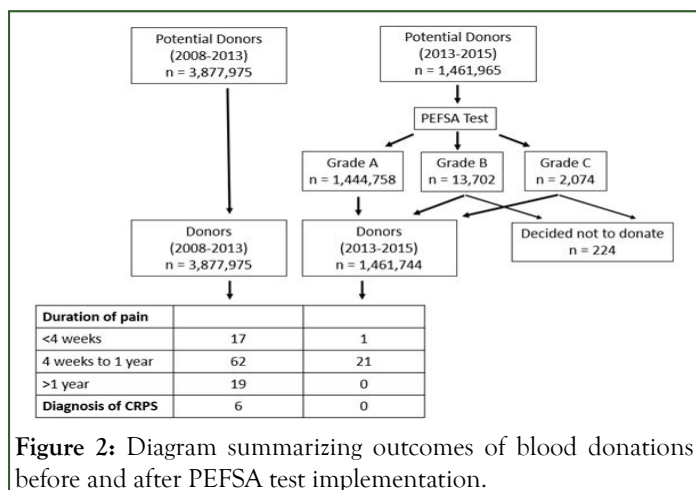 Potential Donors
(2008-2013)
n = 3,877,975
Potential Donors
(2013-2015)
n = 1,461,965
PEFSA Test
Grade A
n = 1,444,758
Grade B
n = 13,702
Grade C
n = 2,074
Donors
(2008-2013)
n = 3,877,975
Donors
(2013-2015)
n = 1,461,744
Decided not to donate
n = 224
Duration of pain
<4 weeks 17 1
4 weeks to 1 year 62 21
>1 year 19 0
Diagnosis of CRPS 6 0
Figure 2: Diagram summarizing outcomes of blood donations
before and after PEFSA test implementation.